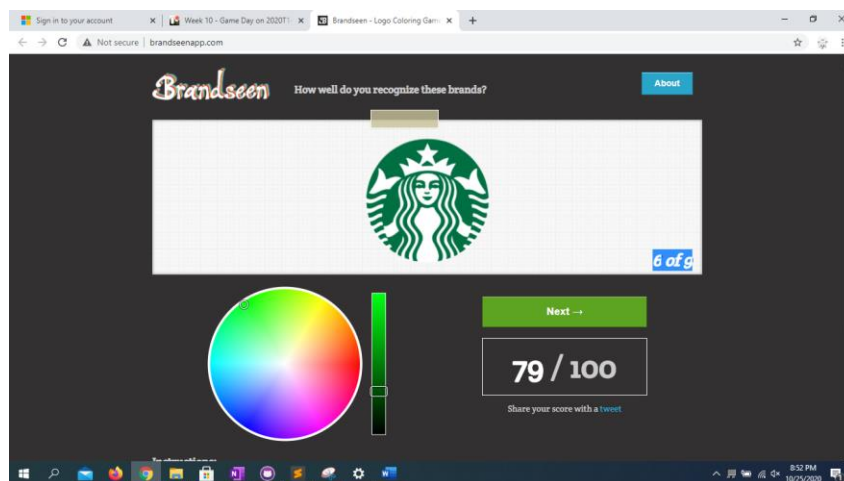 Sign in to your account
Week 10 - Game Day on 2020T1
Brandseen - Logo Coloring Gam
Not secure | brandseenapp.com
Brandseen
How well do you recognize these brands?
About
6 of 9
Next →
79 / 100
Share your score with a tweet
Instructions:
8:52 PM
10/25/2020